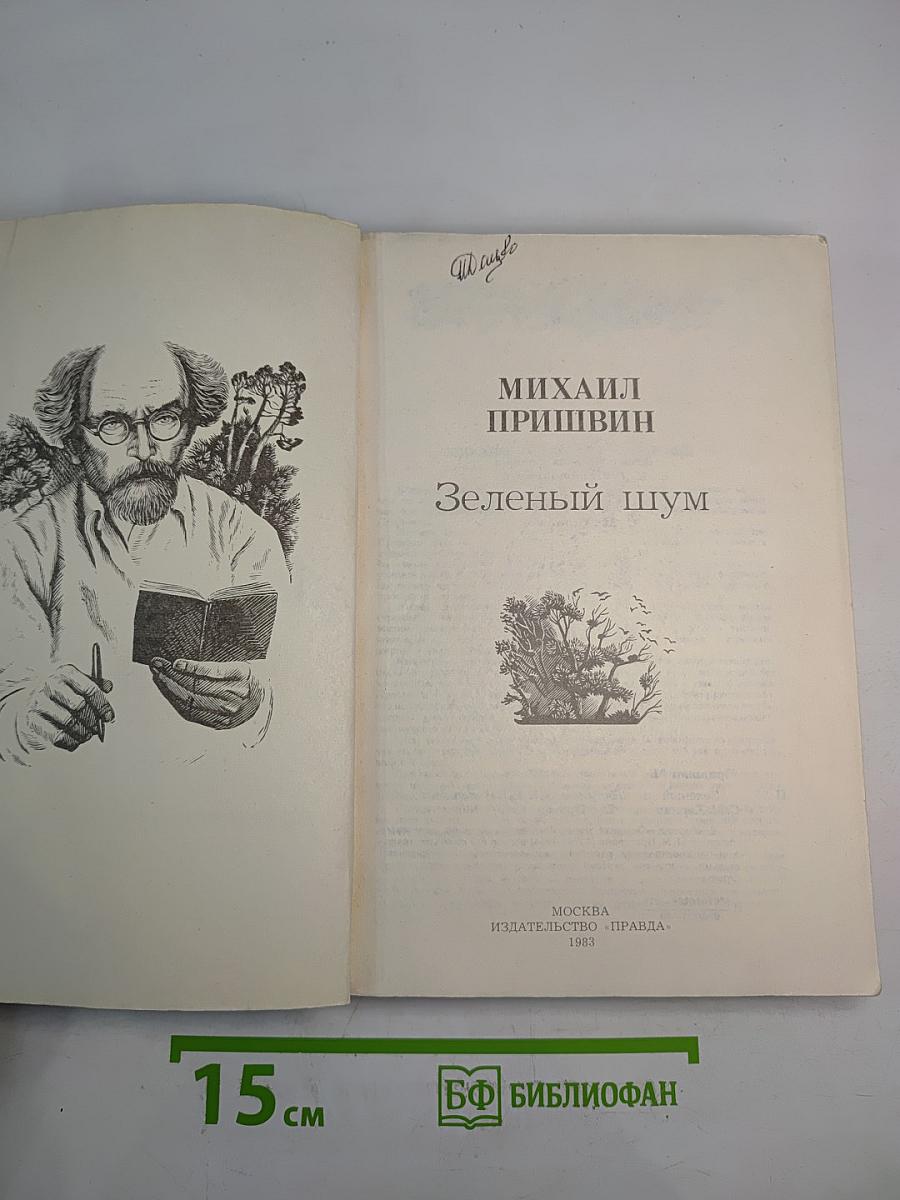 МИХАИЛ
ПРИШВИН
Зеленый шум
МОСКВА
ИЗДАТЕЛЬСТВО «ПРАВДА»
1983
15 см
БФ БИБЛИОФАН